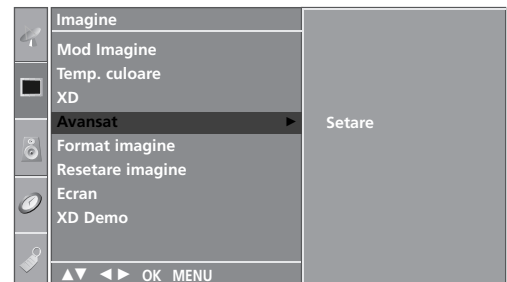 Imagine
Mod Imagine
Temp. culoare
XD
Avansat ► Setare
Format imagine
Resetare imagine
Ecran
XD Demo
▲▼ ◄► OK MENU